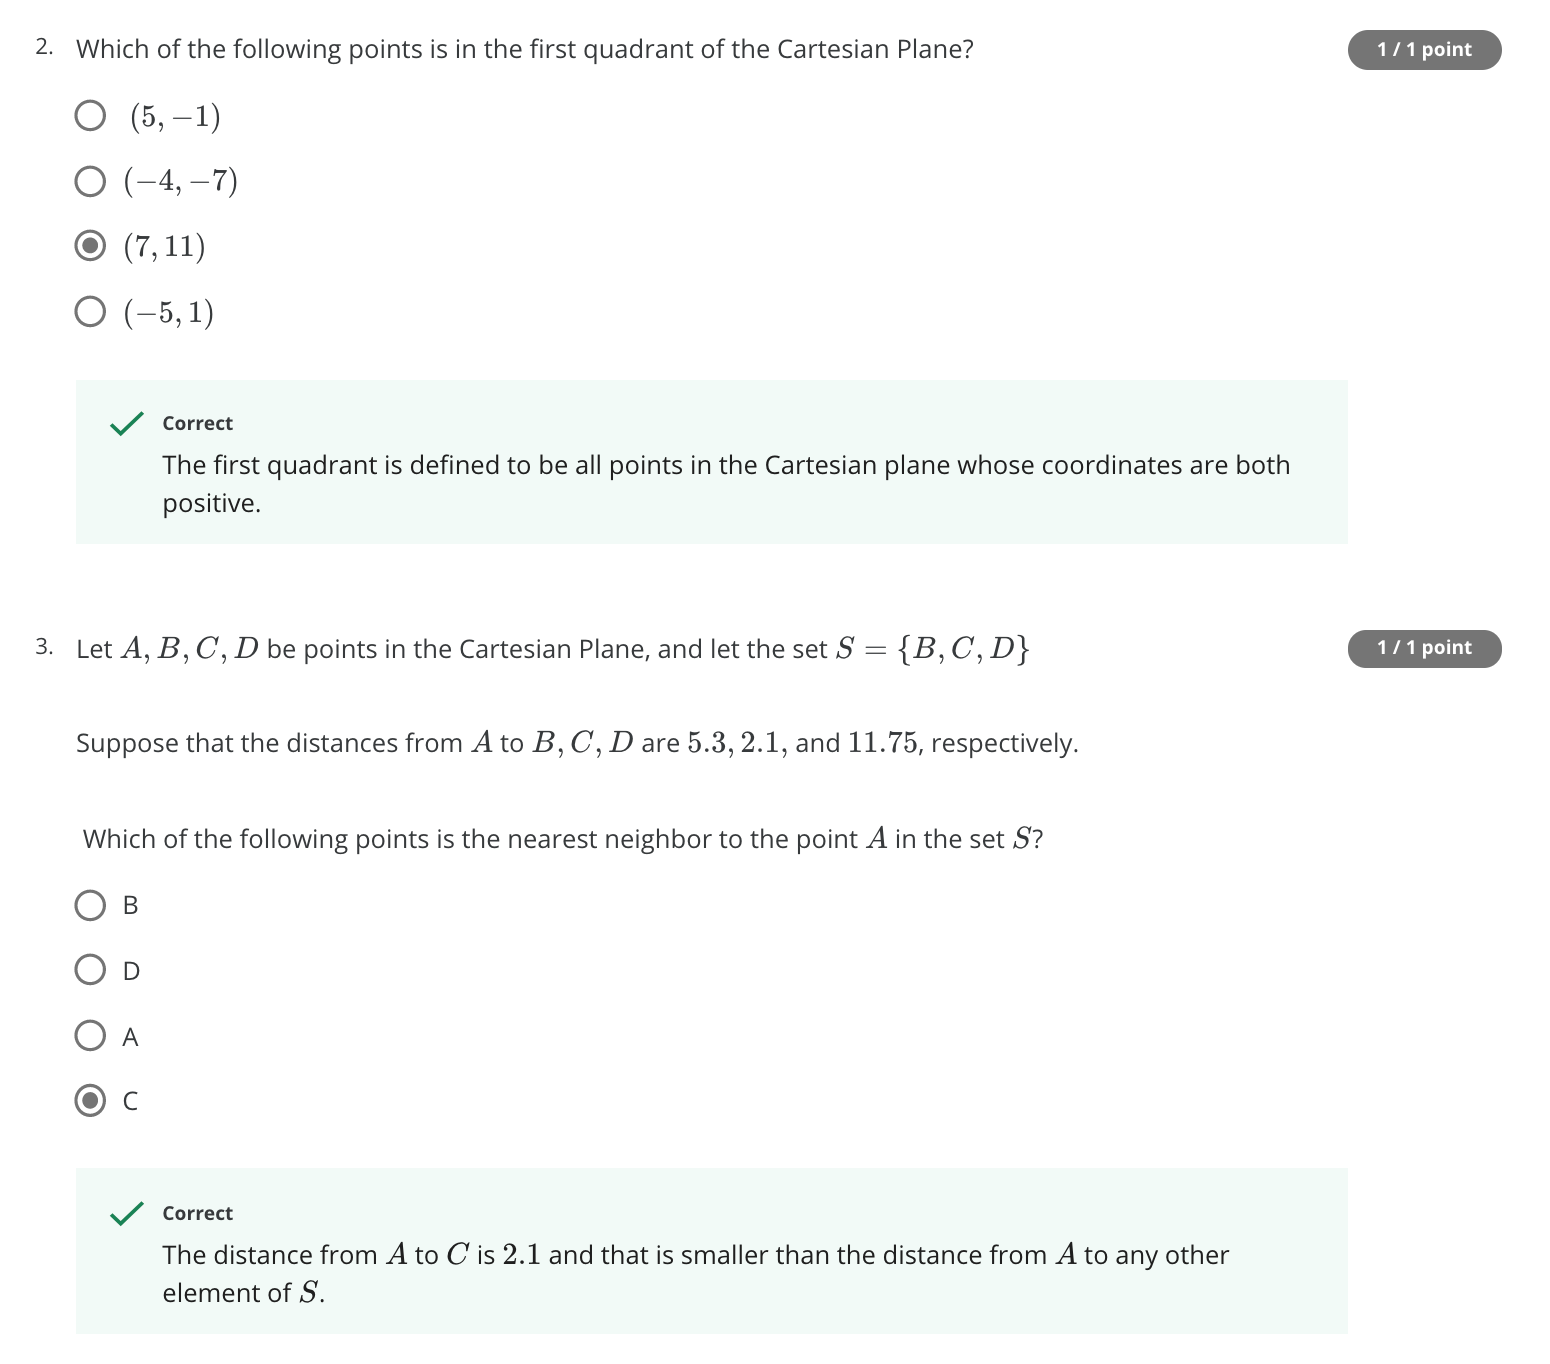 2. Which of the following points is in the first quadrant of the Cartesian Plane? 1 / 1 point
(5, −1)
(−4, −7)
(7, 11)
(−5, 1)
Correct
The first quadrant is defined to be all points in the Cartesian plane whose coordinates are both
positive.
3. Let A, B, C, D be points in the Cartesian Plane, and let the set S = {B, C, D} 1 / 1 point
Suppose that the distances from A to B, C, D are 5.3, 2.1, and 11.75, respectively.
Which of the following points is the nearest neighbor to the point A in the set S?
B
D
A
C
Correct
The distance from A to C is 2.1 and that is smaller than the distance from A to any other
element of S.